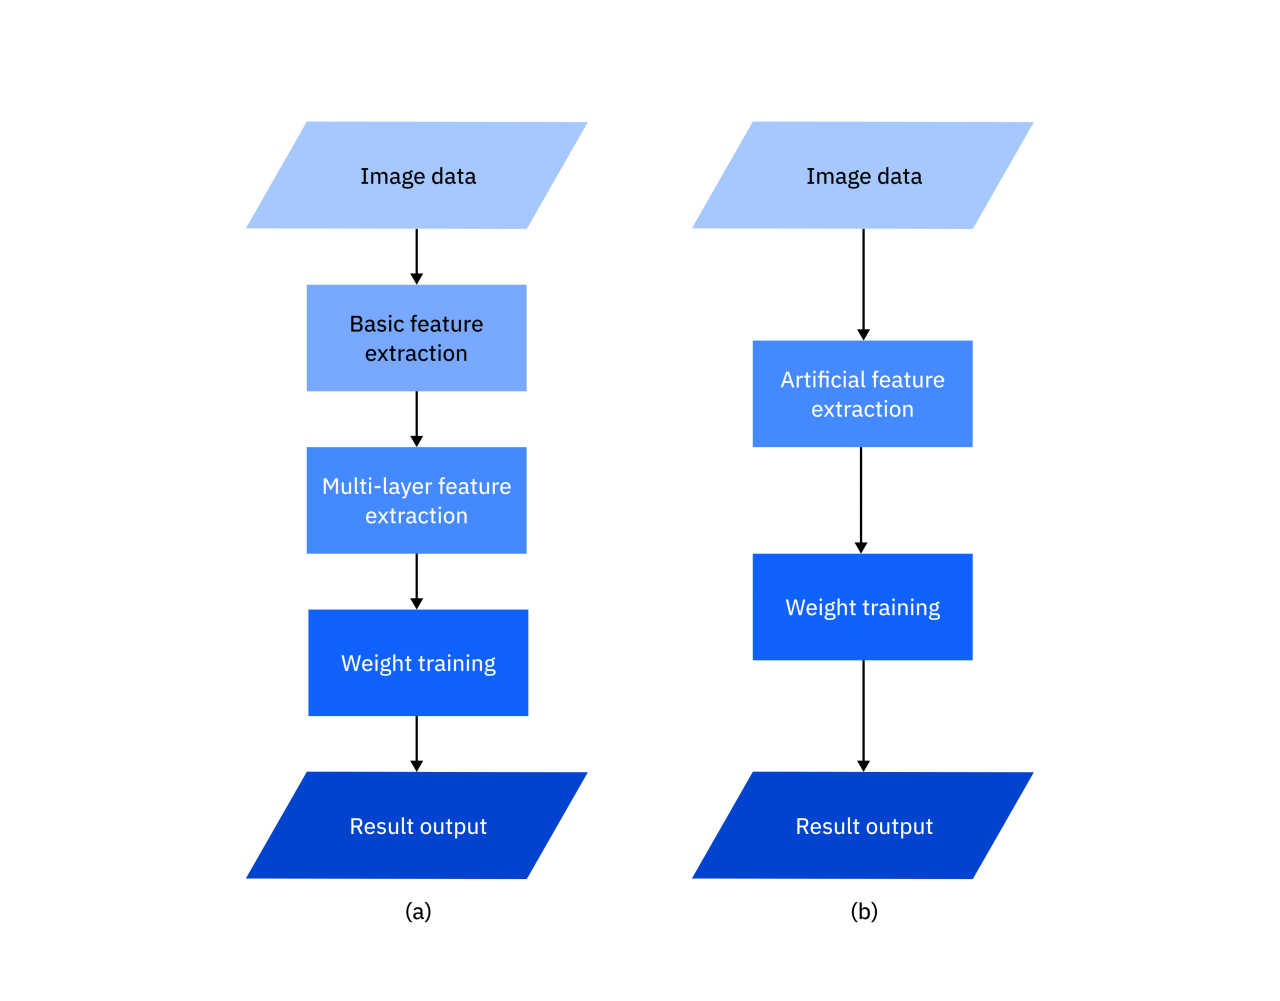 Image data
Basic feature
extraction
Multi-layer feature
extraction
Weight training
Result output
(a)
Image data
Artificial feature
extraction
Weight training
Result output
(b)